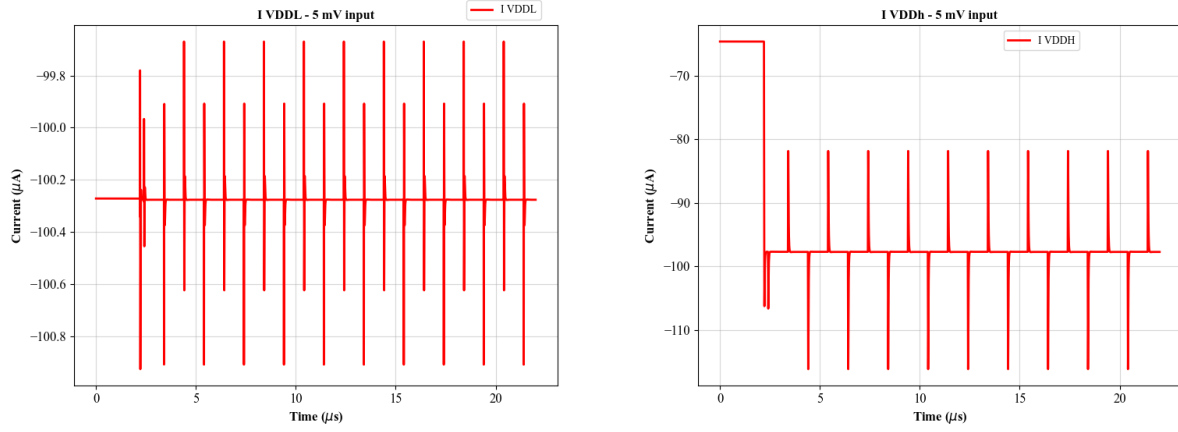 I VDDL - 5 mV input
I VDDL
−99.8
−100.0
−100.2
−100.4
−100.6
−100.8
Current (μA)
0
5
10
15
20
Time (μs)
I VDDh - 5 mV input
I VDDH
−70
−80
−90
−100
−110
Current (μA)
0
5
10
15
20
Time (μs)